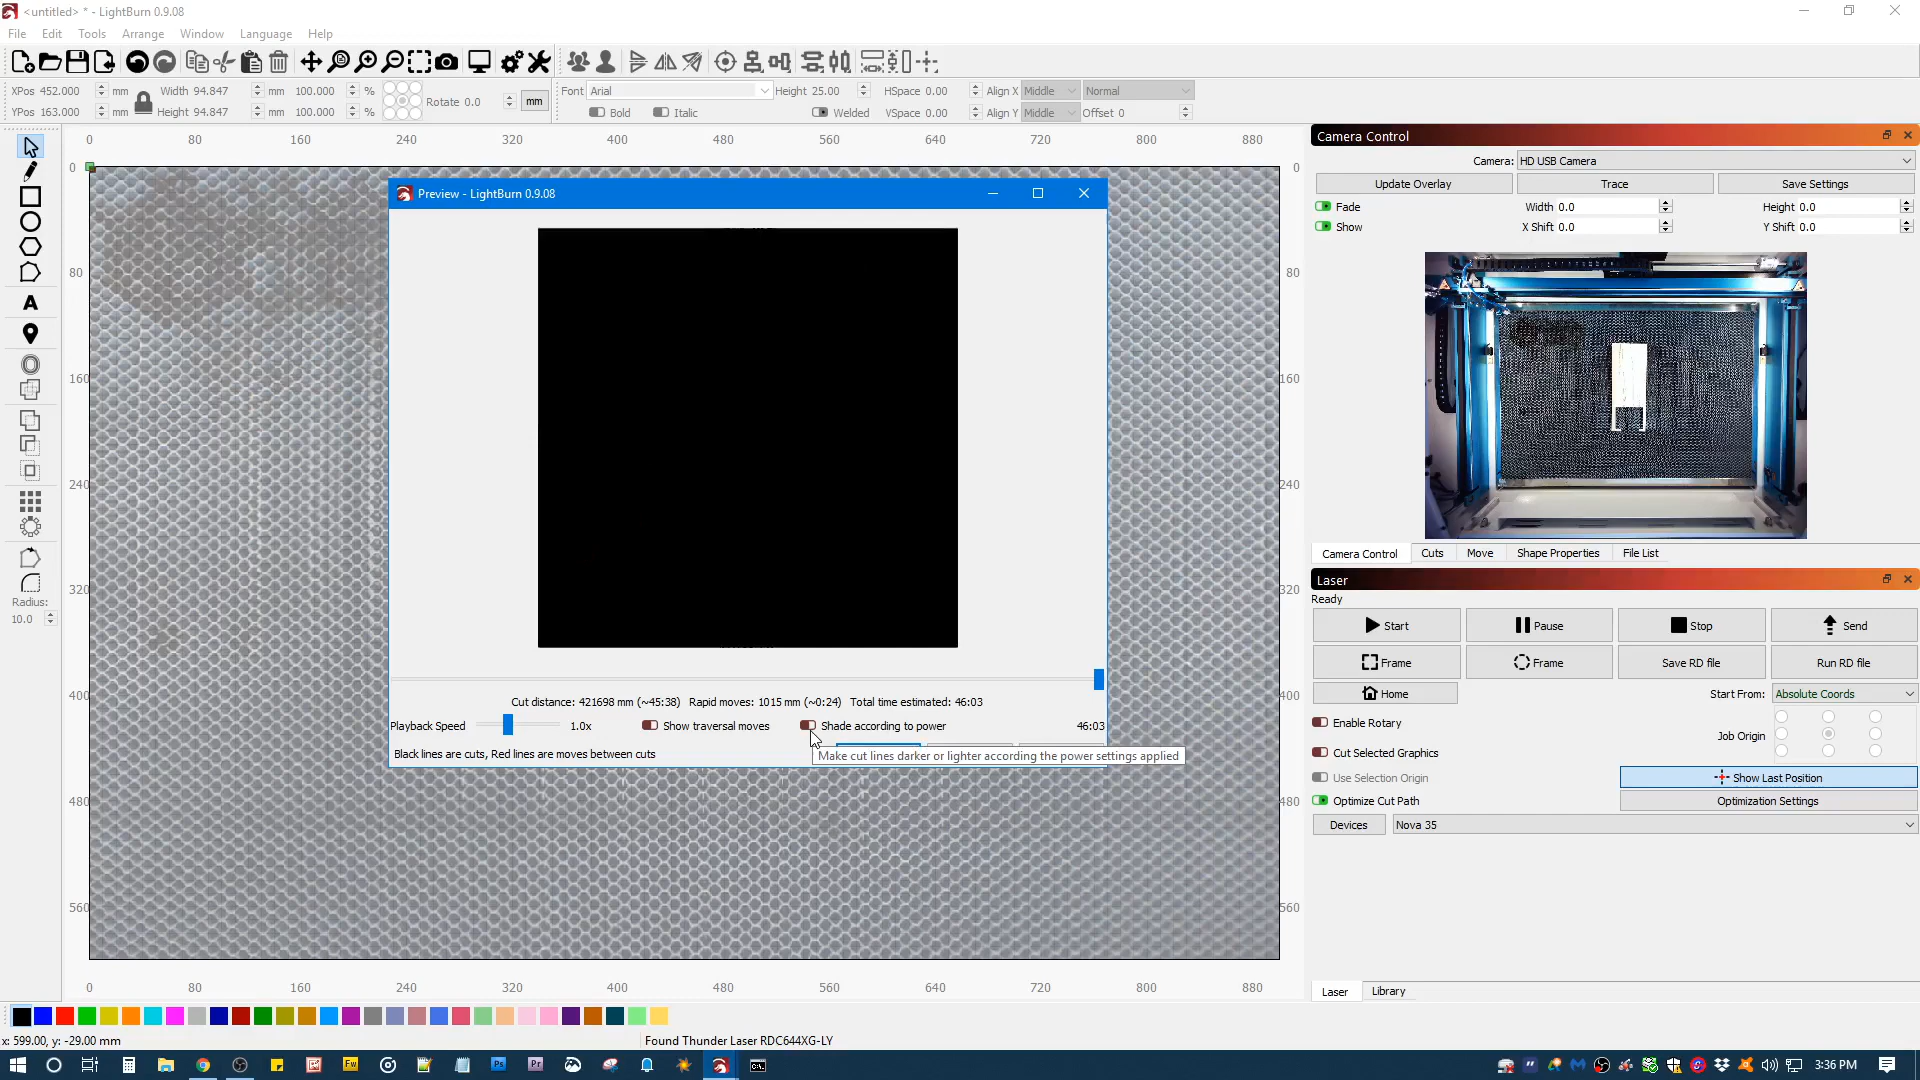 <untitled> * - LightBurn 0.9.08
File Edit Tools Arrange Window Language Help
XPos 452.000 mm Width 94.847 mm 100.000 % Rotate 0.0 mm Font Arial Height 25.00 HSpace 0.00 Align X Middle Normal
YPos 163.000 mm Height 94.847 mm 100.000 % Bold Italic Welded VSpace 0.00 Align Y Middle Offset 0
0 80 160 240 320 400 480 560 640 720 800 880
0 80 160 240 320 400 480 560
0 80 160 240 320 400 480 560
A
Radius:
10.0
Preview - LightBurn 0.9.08
Cut distance: 421698 mm (~45:38) Rapid moves: 1015 mm (~0:24) Total time estimated: 46:03
Playback Speed 1.0x Show traversal moves Shade according to power 46:03
Black lines are cuts, Red lines are moves between cuts
Make cut lines darker or lighter according the power settings applied
0 80 160 240 320 400 480 560 640 720 800 880
Camera Control
Camera: HD USB Camera
Update Overlay Trace Save Settings
Fade Width 0.0 Height 0.0
Show X Shift 0.0 Y Shift 0.0
Camera Control Cuts Move Shape Properties File List
Laser
Ready
Start Pause Stop Send
Frame Frame Save RD file Run RD file
Home Start From: Absolute Coords
Enable Rotary
Job Origin
Cut Selected Graphics
Use Selection Origin Show Last Position
Optimize Cut Path Optimization Settings
Devices Nova 35
Laser Library
x: 599.00, y: -29.00 mm Found Thunder Laser RDC644XG-LY
Fw Ps Pr
3:36 PM